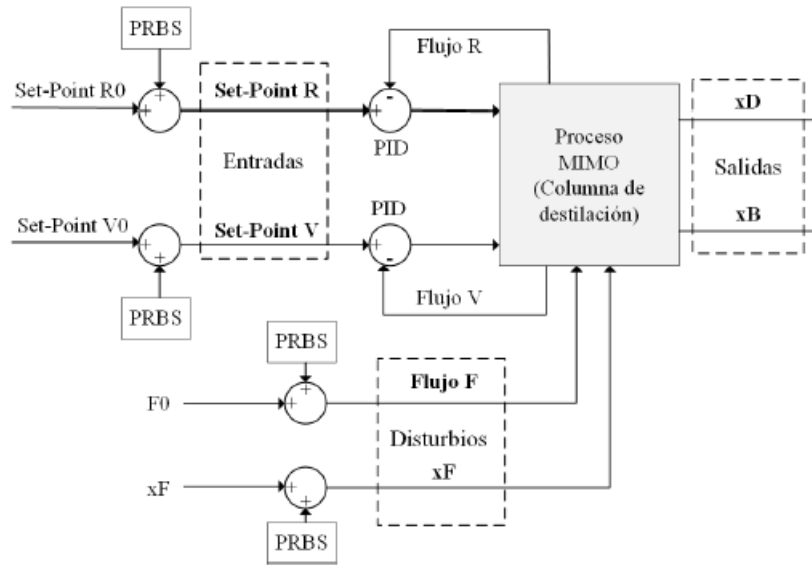 PRBS
Flujo R
Set-Point R0
Set-Point R
xD
+
+
-
+
PID
Entradas
Proceso
MIMO
(Columna de
destilación)
Salidas
PID
Set-Point V0
Set-Point V
xB
+
+
+
-
PRBS
Flujo V
PRBS
Flujo F
F0
+
+
Disturbios
xF
xF
+
+
PRBS